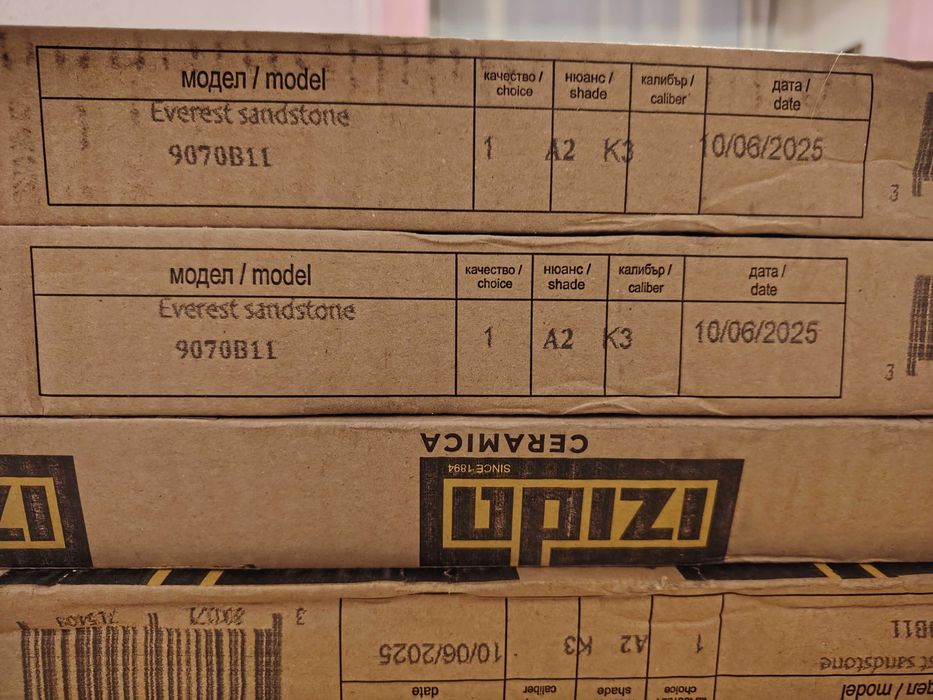 модел / model
качество / choice
нюанс / shade
калибър / caliber
дата / date
Everest sandstone
9070B11
1
A2
K3
10/06/2025
3
модел / model
качество / choice
нюанс / shade
калибър / caliber
дата / date
Everest sandstone
9070B11
1
A2
K3
10/06/2025
3
CERAMICA
SINCE 1894
izida
3
10/06/2025
K3
A2
1
sandstone
date
caliber
shade
choice
model